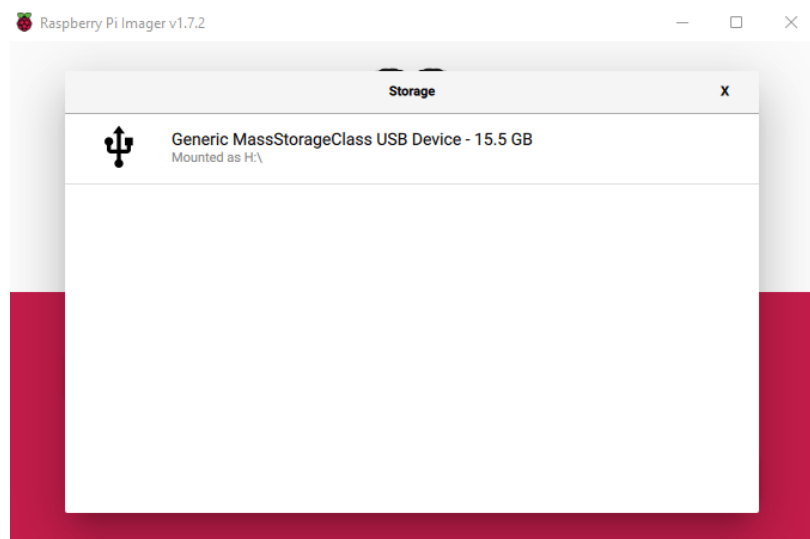 Raspberry Pi Imager v1.7.2
Storage
X
Generic MassStorageClass USB Device - 15.5 GB
Mounted as H:\